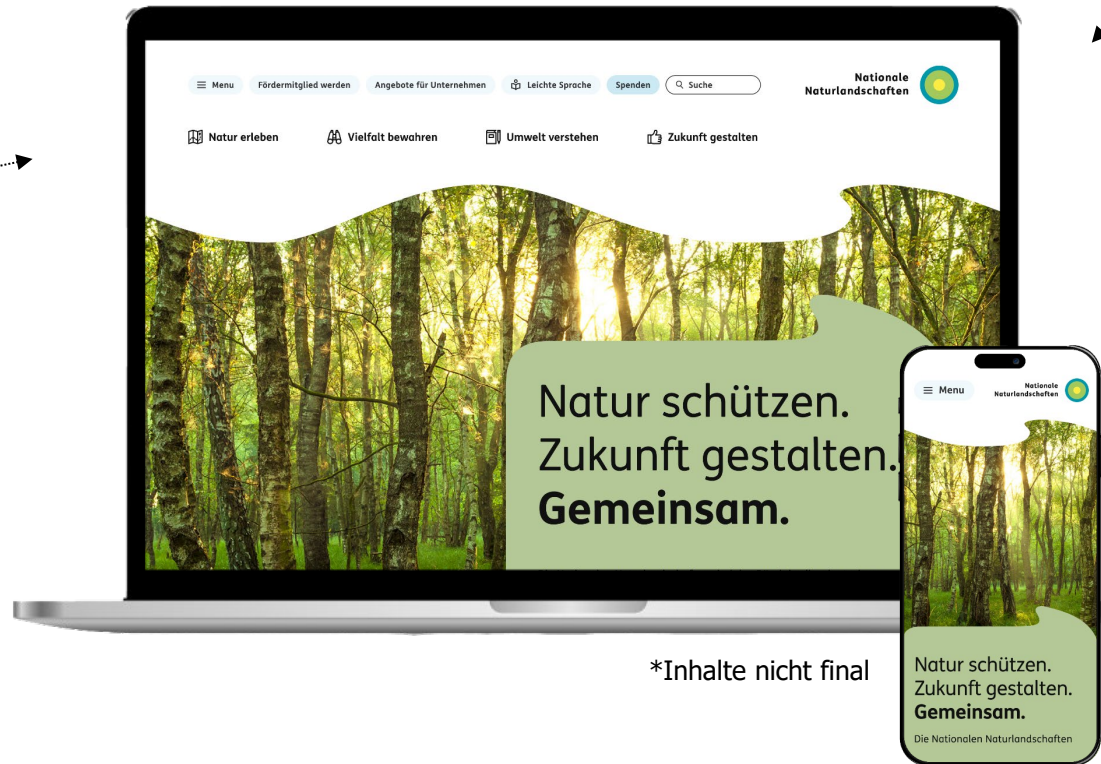 Menu
Fördermitglied werden
Angebote für Unternehmen
Leichte Sprache
Spenden
Suche
Nationale
Naturlandschaften
Natur erleben
Vielfalt bewahren
Umwelt verstehen
Zukunft gestalten
Natur schützen.
Zukunft gestalten.
Gemeinsam.
Menu
Nationale
Naturlandschaften
Natur schützen.
Zukunft gestalten.
Gemeinsam.
Die Nationalen Naturlandschaften
*Inhalte nicht final